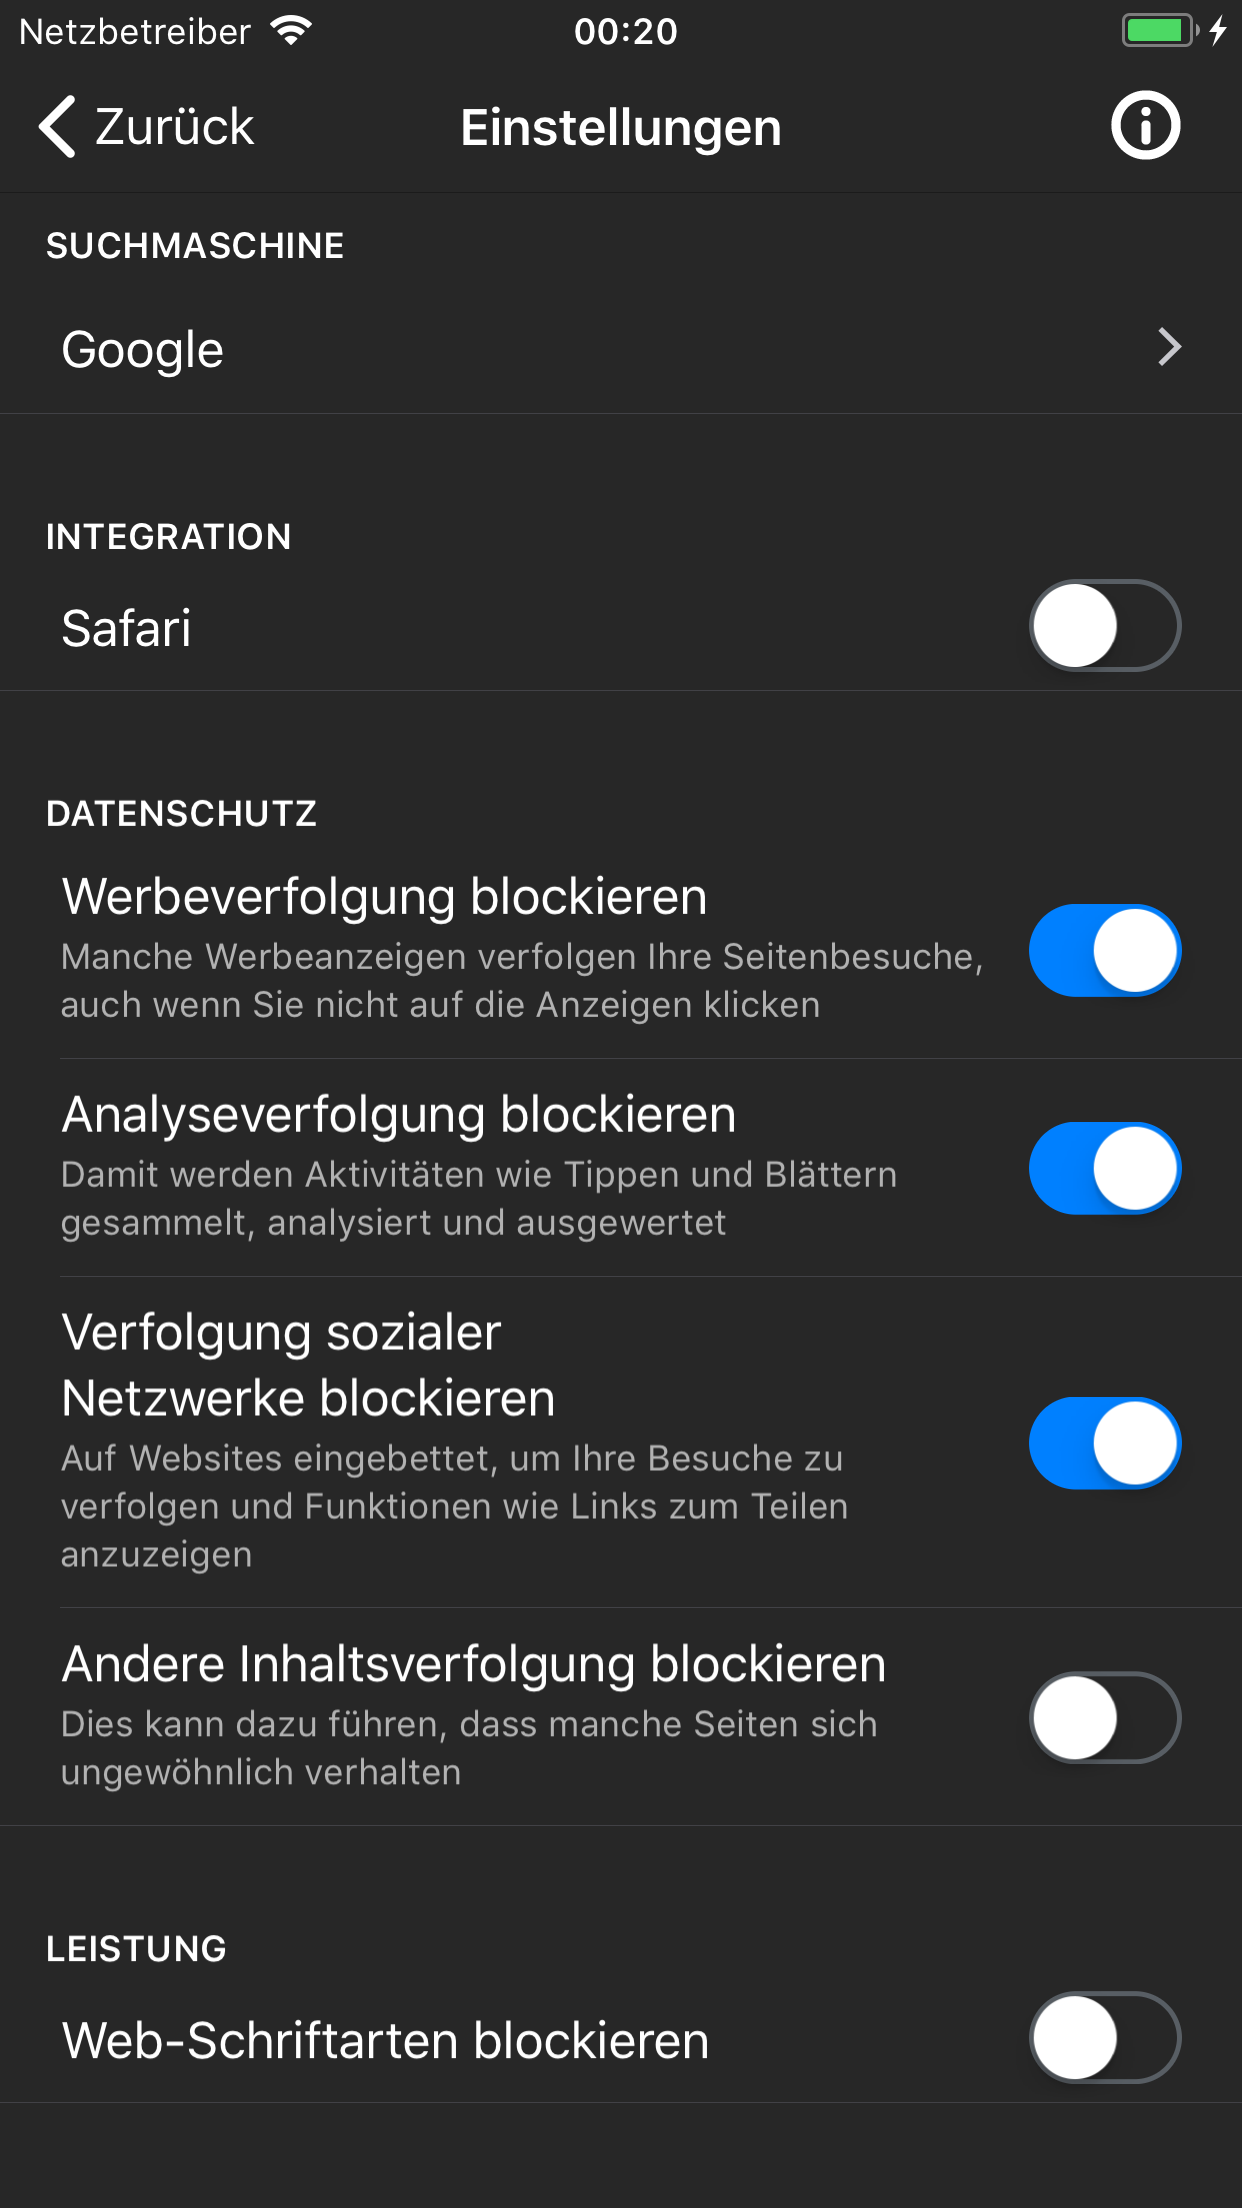 Netzbetreiber 00:20
Zurück Einstellungen
SUCHMASCHINE
Google
INTEGRATION
Safari
DATENSCHUTZ
Werbeverfolgung blockieren
Manche Werbeanzeigen verfolgen Ihre Seitenbesuche,
auch wenn Sie nicht auf die Anzeigen klicken
Analyseverfolgung blockieren
Damit werden Aktivitäten wie Tippen und Blättern
gesammelt, analysiert und ausgewertet
Verfolgung sozialer
Netzwerke blockieren
Auf Websites eingebettet, um Ihre Besuche zu
verfolgen und Funktionen wie Links zum Teilen
anzuzeigen
Andere Inhaltsverfolgung blockieren
Dies kann dazu führen, dass manche Seiten sich
ungewöhnlich verhalten
LEISTUNG
Web-Schriftarten blockieren